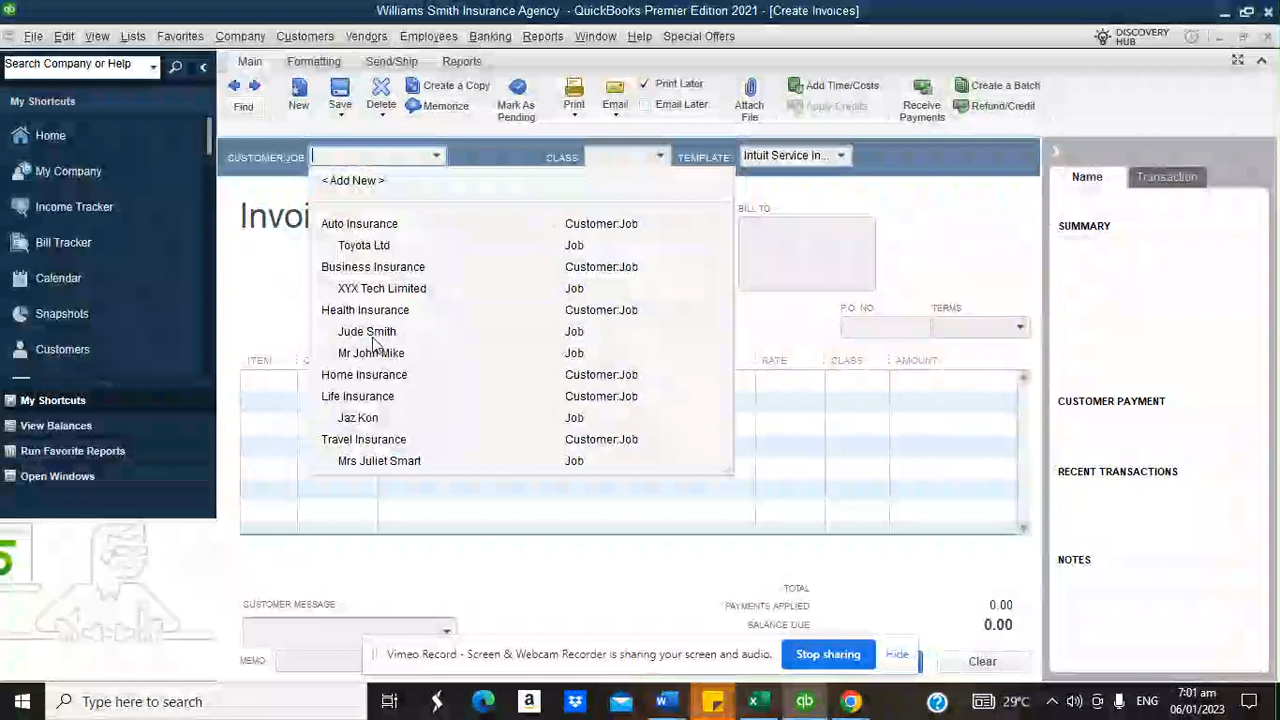 Williams Smith Insurance Agency - QuickBooks Premier Edition 2021 - [Create Invoices]
File Edit View Lists Favorites Company Customers Vendors Employees Banking Reports Window Help Special Offers
DISCOVERY HUB
Search Company or Help
Main Formatting Send/Ship Reports
Find New Save Delete Create a Copy Memorize Mark As Pending Print Email Print Later Email Later Attach File Add Time/Costs Apply Credits Receive Payments Create a Batch Refund/Credit
My Shortcuts
Home
My Company
Income Tracker
Bill Tracker
Calendar
Snapshots
Customers
My Shortcuts
View Balances
Run Favorite Reports
Open Windows
CUSTOMER:JOB CLASS TEMPLATE Intuit Service In...
< Add New >
Auto Insurance Customer:Job
Toyota Ltd Job
Business Insurance Customer:Job
XYX Tech Limited Job
Health Insurance Customer:Job
Jude Smith Job
Mr John Mike Job
Home Insurance Customer:Job
Life Insurance Customer:Job
Jaz Kon Job
Travel Insurance Customer:Job
Mrs Juliet Smart Job
Invoi
BILL TO
P.O. NO. TERMS
ITEM RATE CLASS AMOUNT
TOTAL
PAYMENTS APPLIED 0.00
BALANCE DUE 0.00
CUSTOMER MESSAGE
MEMO
Clear
Name Transaction
SUMMARY
CUSTOMER PAYMENT
RECENT TRANSACTIONS
NOTES
Vimeo Record - Screen & Webcam Recorder is sharing your screen and audio. Stop sharing Hide
Type here to search
29°C ENG 7:01 am
06/01/2023